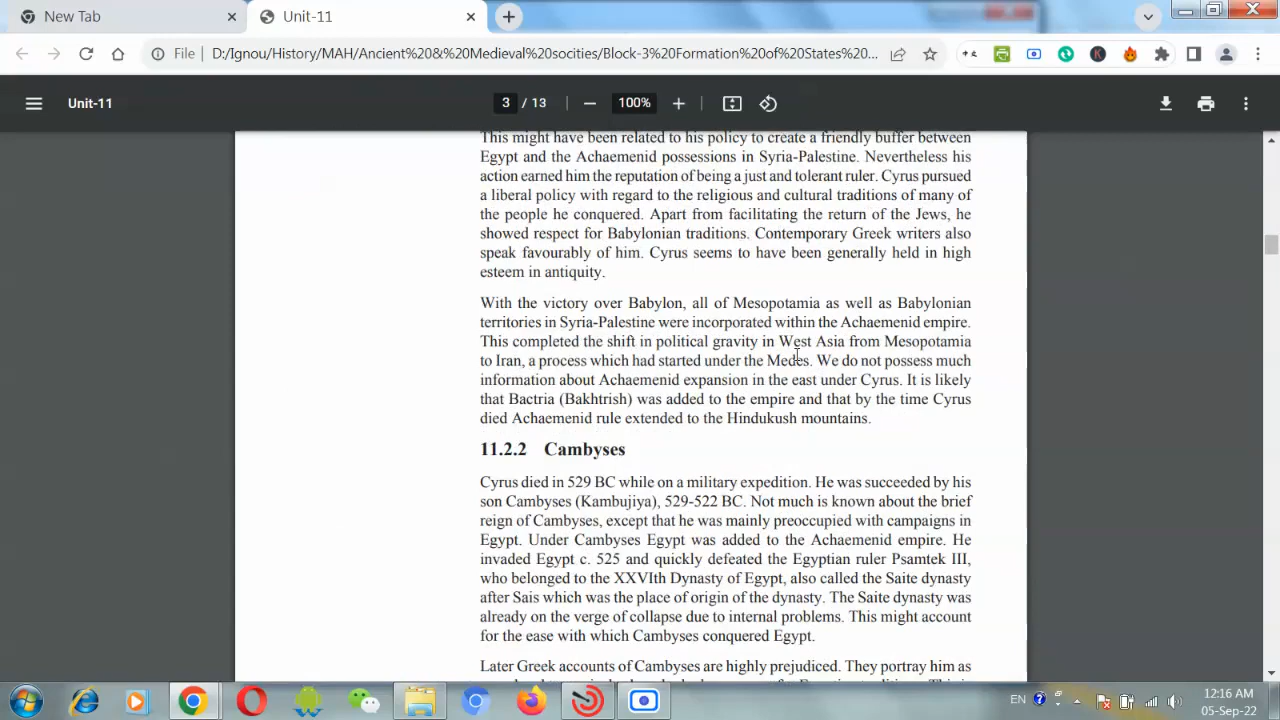 New Tab
Unit-11
File
D:/Ignou/History/MAH/Ancient%20&%20Medieval%20socities/Block-3%20Formation%20of%20States%20...
Unit-11
3 / 13
100%
This might have been related to his policy to create a friendly buffer between
Egypt and the Achaemenid possessions in Syria-Palestine. Nevertheless his
action earned him the reputation of being a just and tolerant ruler. Cyrus pursued
a liberal policy with regard to the religious and cultural traditions of many of
the people he conquered. Apart from facilitating the return of the Jews, he
showed respect for Babylonian traditions. Contemporary Greek writers also
speak favourably of him. Cyrus seems to have been generally held in high
esteem in antiquity.
With the victory over Babylon, all of Mesopotamia as well as Babylonian
territories in Syria-Palestine were incorporated within the Achaemenid empire.
This completed the shift in political gravity in West Asia from Mesopotamia
to Iran, a process which had started under the Medes. We do not possess much
information about Achaemenid expansion in the east under Cyrus. It is likely
that Bactria (Bakhtrish) was added to the empire and that by the time Cyrus
died Achaemenid rule extended to the Hindukush mountains.
11.2.2 Cambyses
Cyrus died in 529 BC while on a military expedition. He was succeeded by his
son Cambyses (Kambujiya), 529-522 BC. Not much is known about the brief
reign of Cambyses, except that he was mainly preoccupied with campaigns in
Egypt. Under Cambyses Egypt was added to the Achaemenid empire. He
invaded Egypt c. 525 and quickly defeated the Egyptian ruler Psamtek III,
who belonged to the XXVIth Dynasty of Egypt, also called the Saite dynasty
after Sais which was the place of origin of the dynasty. The Saite dynasty was
already on the verge of collapse due to internal problems. This might account
for the ease with which Cambyses conquered Egypt.
Later Greek accounts of Cambyses are highly prejudiced. They portray him as
EN
12:16 AM
05-Sep-22